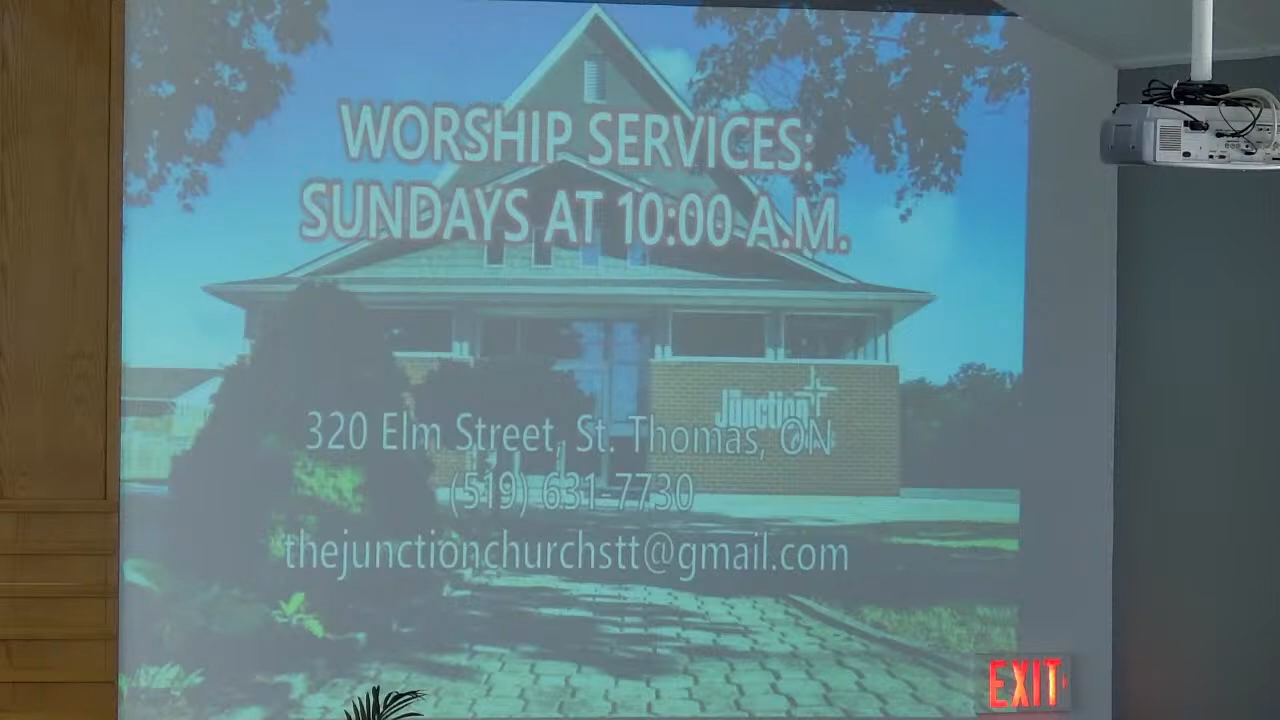 WORSHIP SERVICES:
SUNDAYS AT 10:00 A.M.
Junction
320 Elm Street, St. Thomas, ON
(519) 631-7730
thejunctionchurchstt@gmail.com
EXIT